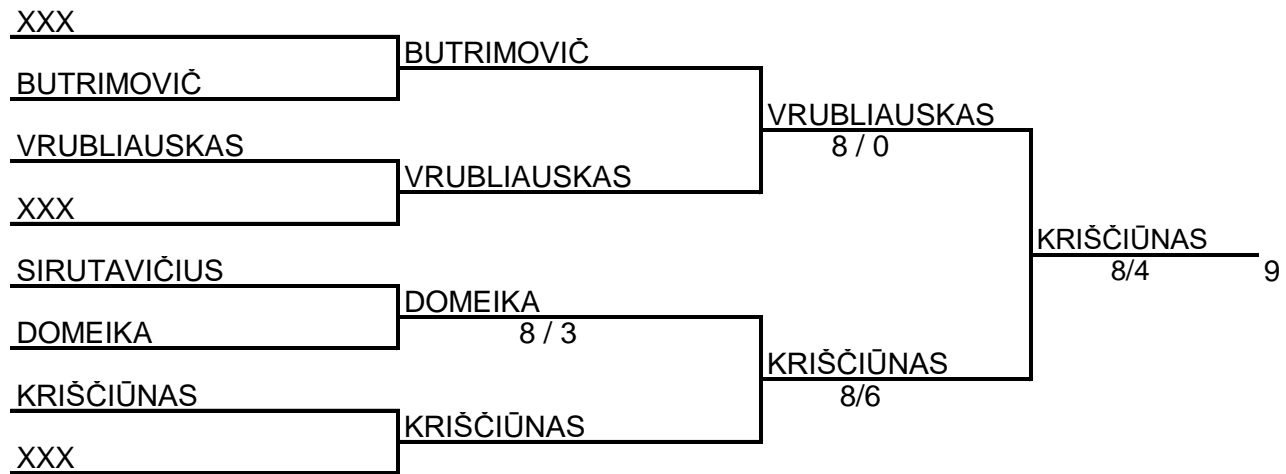 XXX
BUTRIMOVIČ
BUTRIMOVIČ
VRUBLIAUSKAS
8 / 0
VRUBLIAUSKAS
VRUBLIAUSKAS
XXX
KRIŠČIŪNAS
8/4
9
SIRUTAVIČIUS
DOMEIKA
8 / 3
DOMEIKA
KRIŠČIŪNAS
8/6
KRIŠČIŪNAS
KRIŠČIŪNAS
XXX